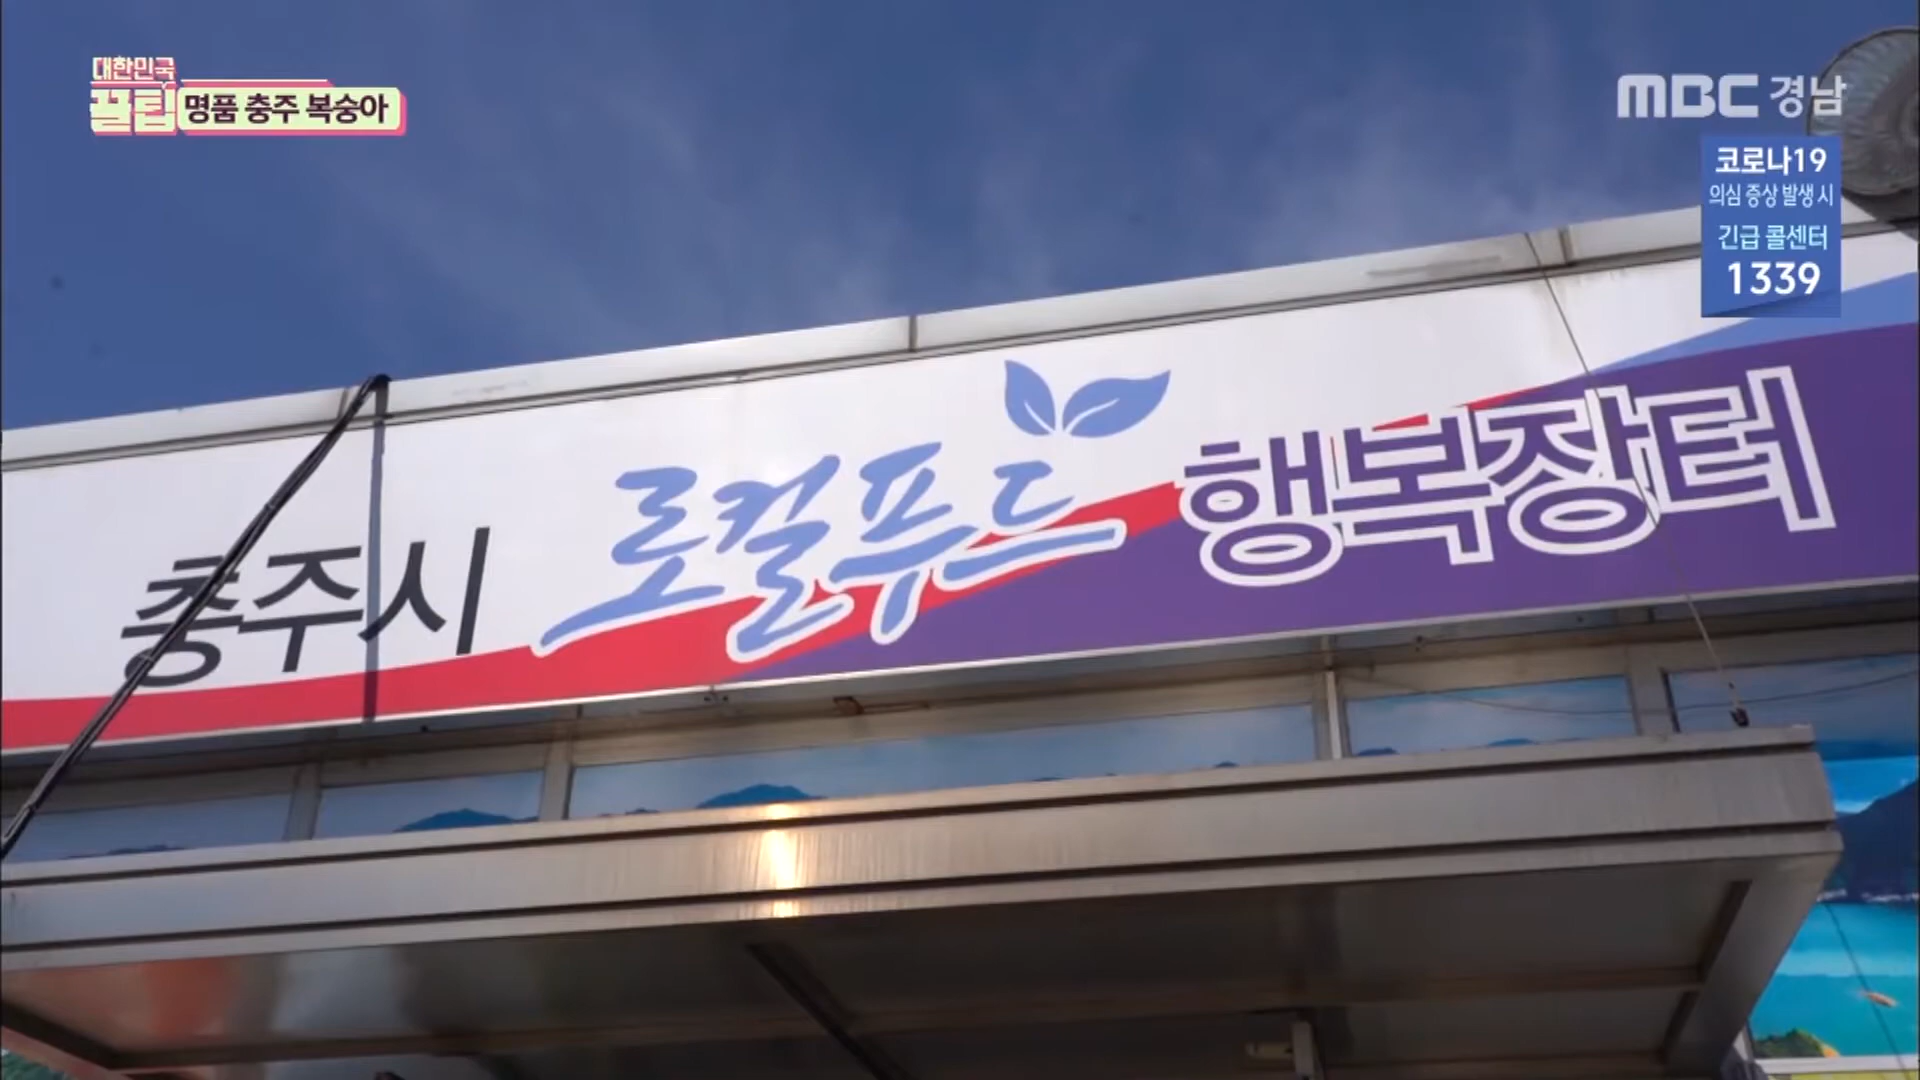 대한민국
꿀팁 명품 충주 복숭아
MBC 경남
코로나19
의심 증상 발생 시
긴급 콜센터
1339
충주시 로컬푸드 행복장터